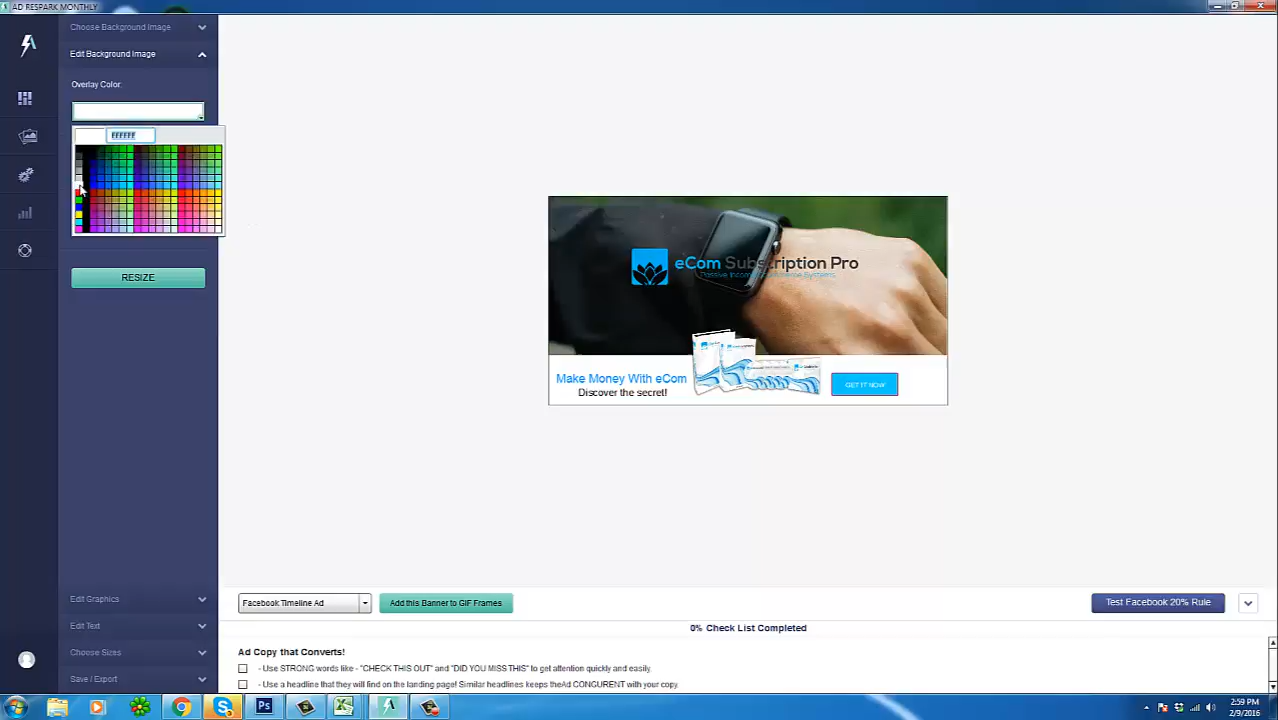 AD RESPARK MONTHLY
Choose Background Image
Edit Background Image
Overlay Color:
FFFFFF
RESIZE
eCom Subscription Pro
Passive Income eCommerce Systems
Make Money With eCom
Discover the secret!
GET IT NOW
Edit Graphics
Edit Text
Choose Sizes
Save / Export
Facebook Timeline Ad
Add this Banner to GIF Frames
Test Facebook 20% Rule
0% Check List Completed
Ad Copy that Converts!
- Use STRONG words like - "CHECK THIS OUT" and "DID YOU MISS THIS" to get attention quickly and easily.
- Use a headline that they will find on the landing page! Similar headlines keeps theAd CONGURENT with your copy.
Ps
2:59 PM
2/9/2016